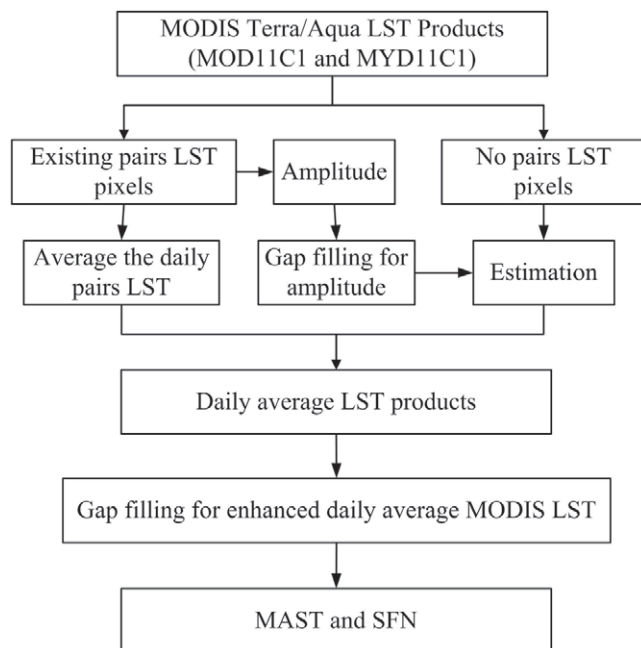 MODIS Terra/Aqua LST Products
(MOD11C1 and MYD11C1)
Existing pairs LST
pixels
Amplitude
No pairs LST
pixels
Average the daily
pairs LST
Gap filling for
amplitude
Estimation
Daily average LST products
Gap filling for enhanced daily average MODIS LST
MAST and SFN